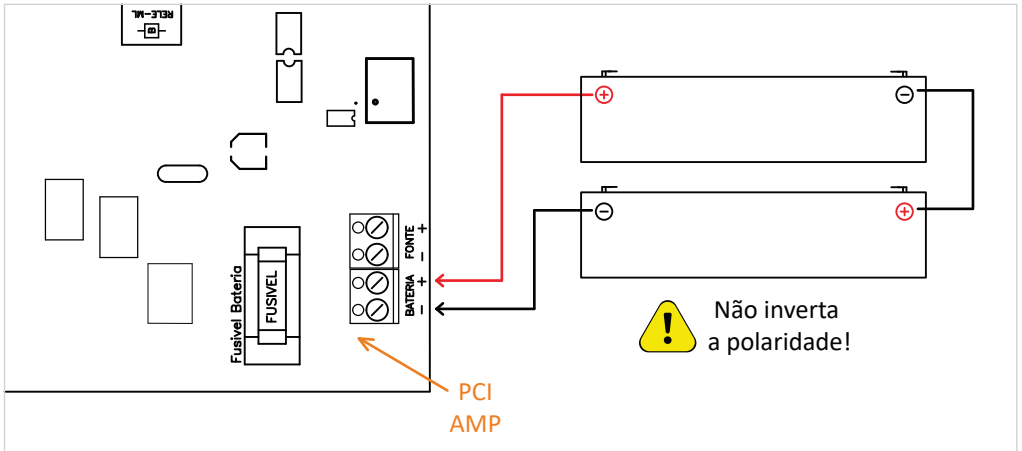 RELE-ML
B
FONTE
+
-
BATERIA
+
-
Fusivel Bateria
FUSIVEL
+
-
-
+
!
Não inverta
a polaridade!
PCI
AMP